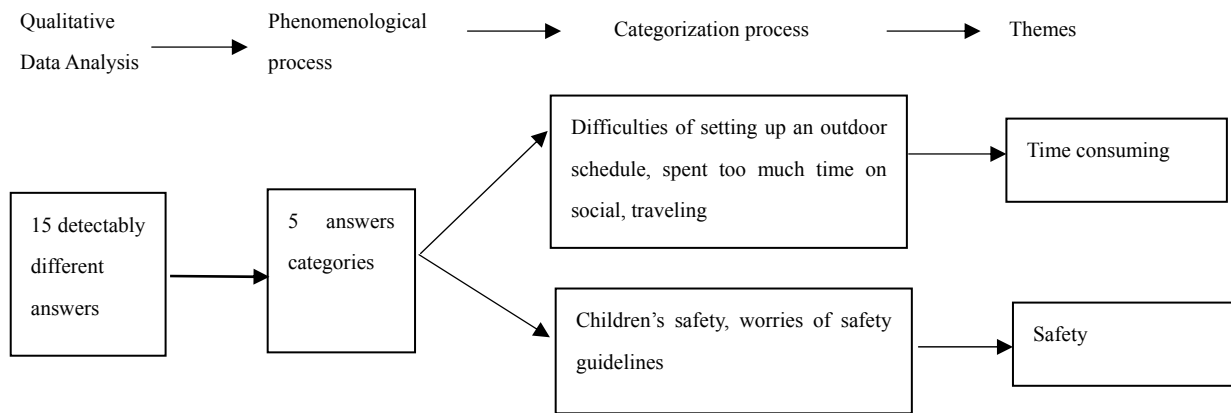 Qualitative
Data Analysis
Phenomenological
process
Categorization process
Themes
15 detectably
different
answers
5 answers
categories
Difficulties of setting up an outdoor
schedule, spent too much time on
social, traveling
Time consuming
Children’s safety, worries of safety
guidelines
Safety